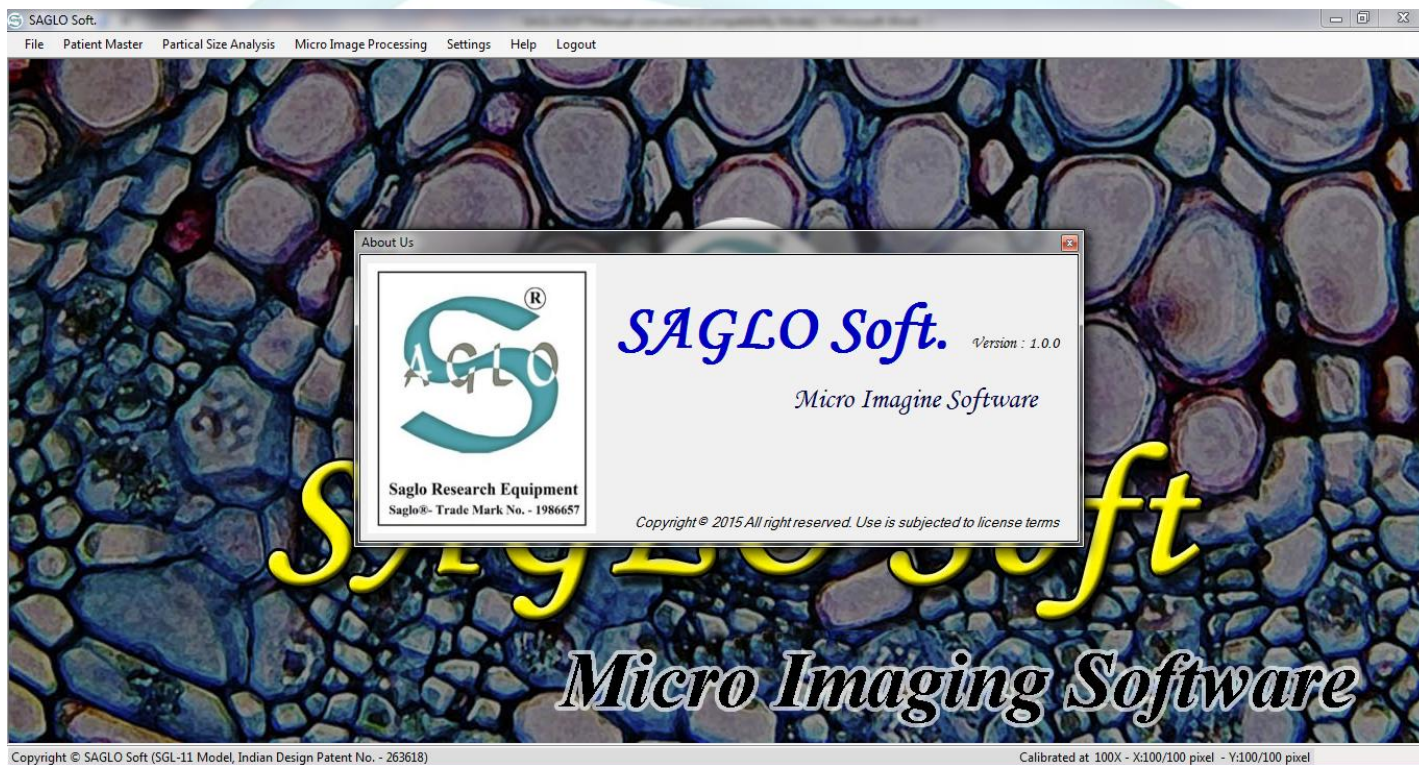 SAGLO Soft.
File Patient Master Partical Size Analysis Micro Image Processing Settings Help Logout
About Us
AGLO
®
Saglo Research Equipment
Saglo®- Trade Mark No. - 1986657
SAGLO Soft. Version : 1.0.0
Micro Imagine Software
Copyright© 2015 All right reserved. Use is subjected to license terms
SAGLO Soft
Micro Imaging Software
Copyright © SAGLO Soft (SGL-11 Model, Indian Design Patent No. - 263618) Calibrated at 100X - X:100/100 pixel - Y:100/100 pixel